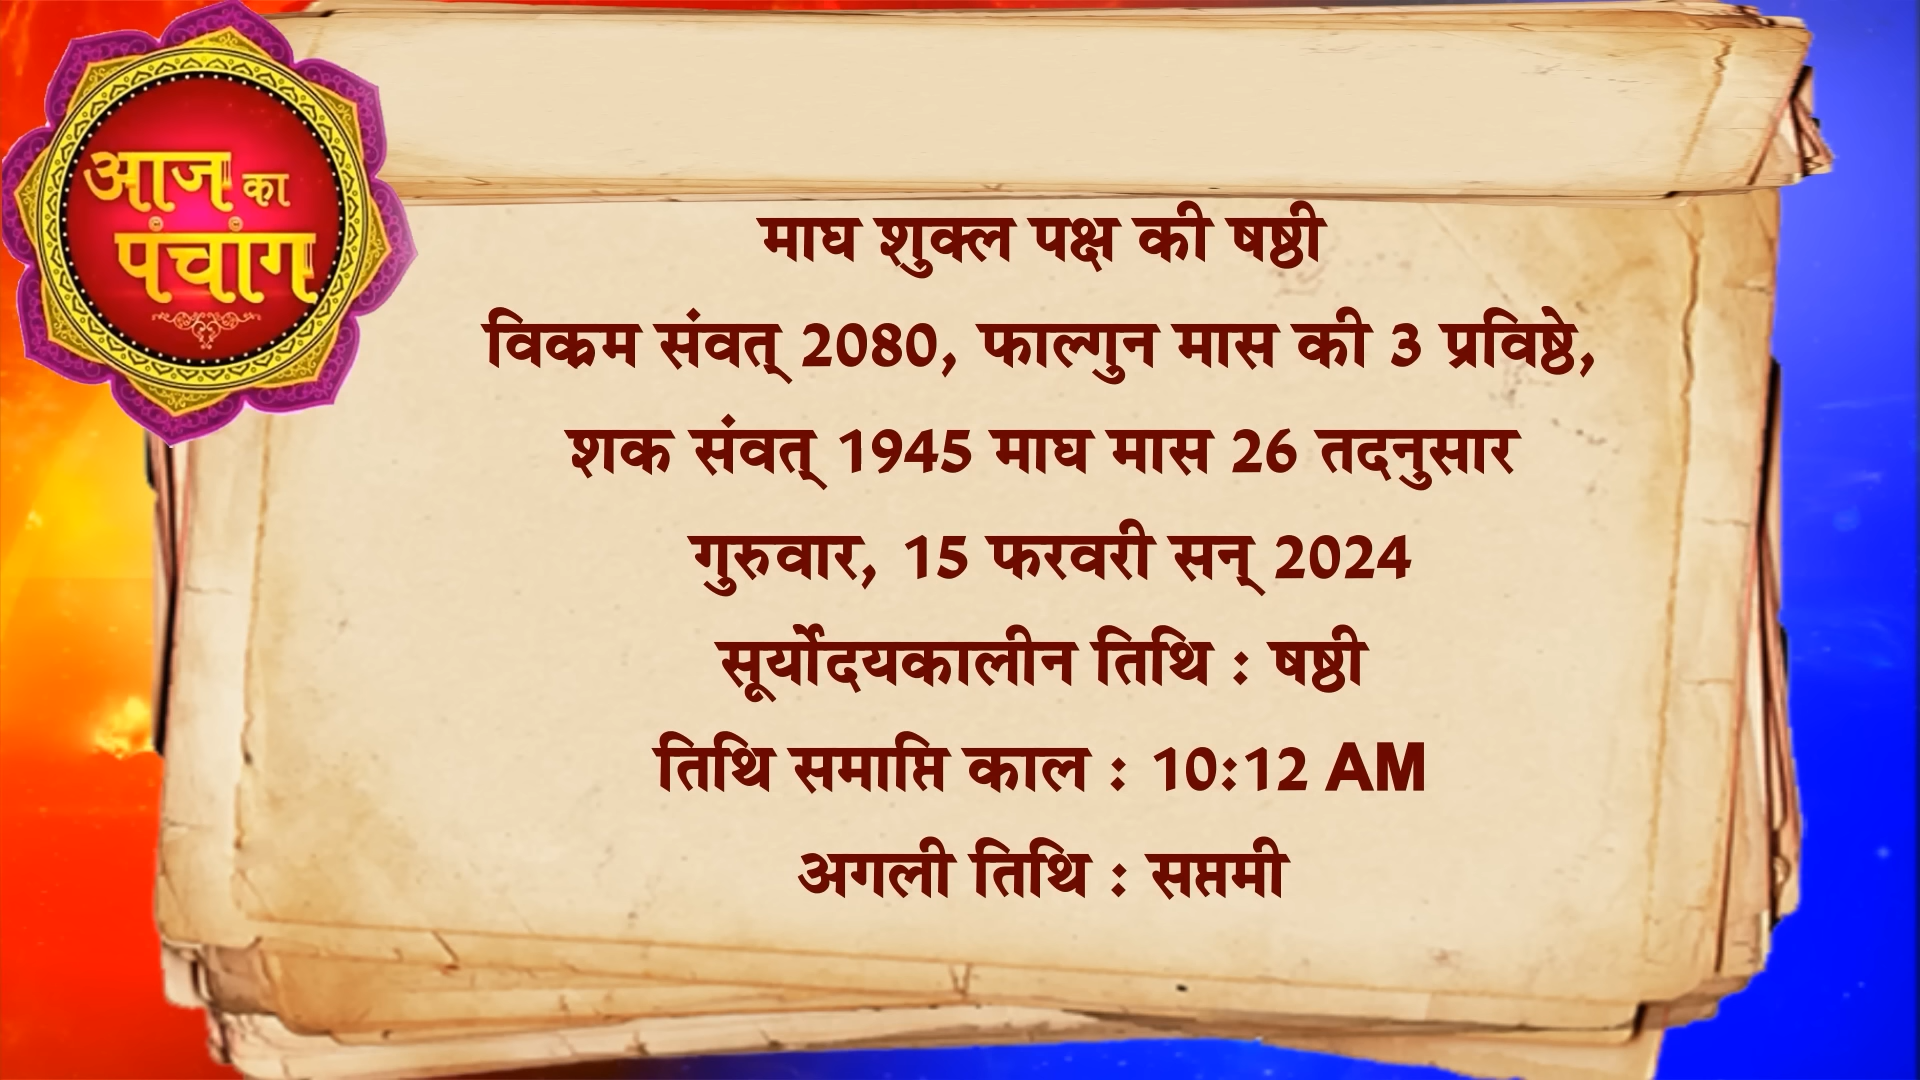 आज का
पंचांग
माघ शुक्ल पक्ष की षष्ठी
विक्रम संवत् 2080, फाल्गुन मास की 3 प्रविष्ठे,
शक संवत् 1945 माघ मास 26 तदनुसार
गुरुवार, 15 फरवरी सन् 2024
सूर्योदयकालीन तिथि : षष्ठी
तिथि समाप्ति काल : 10:12 AM
अगली तिथि : सप्तमी